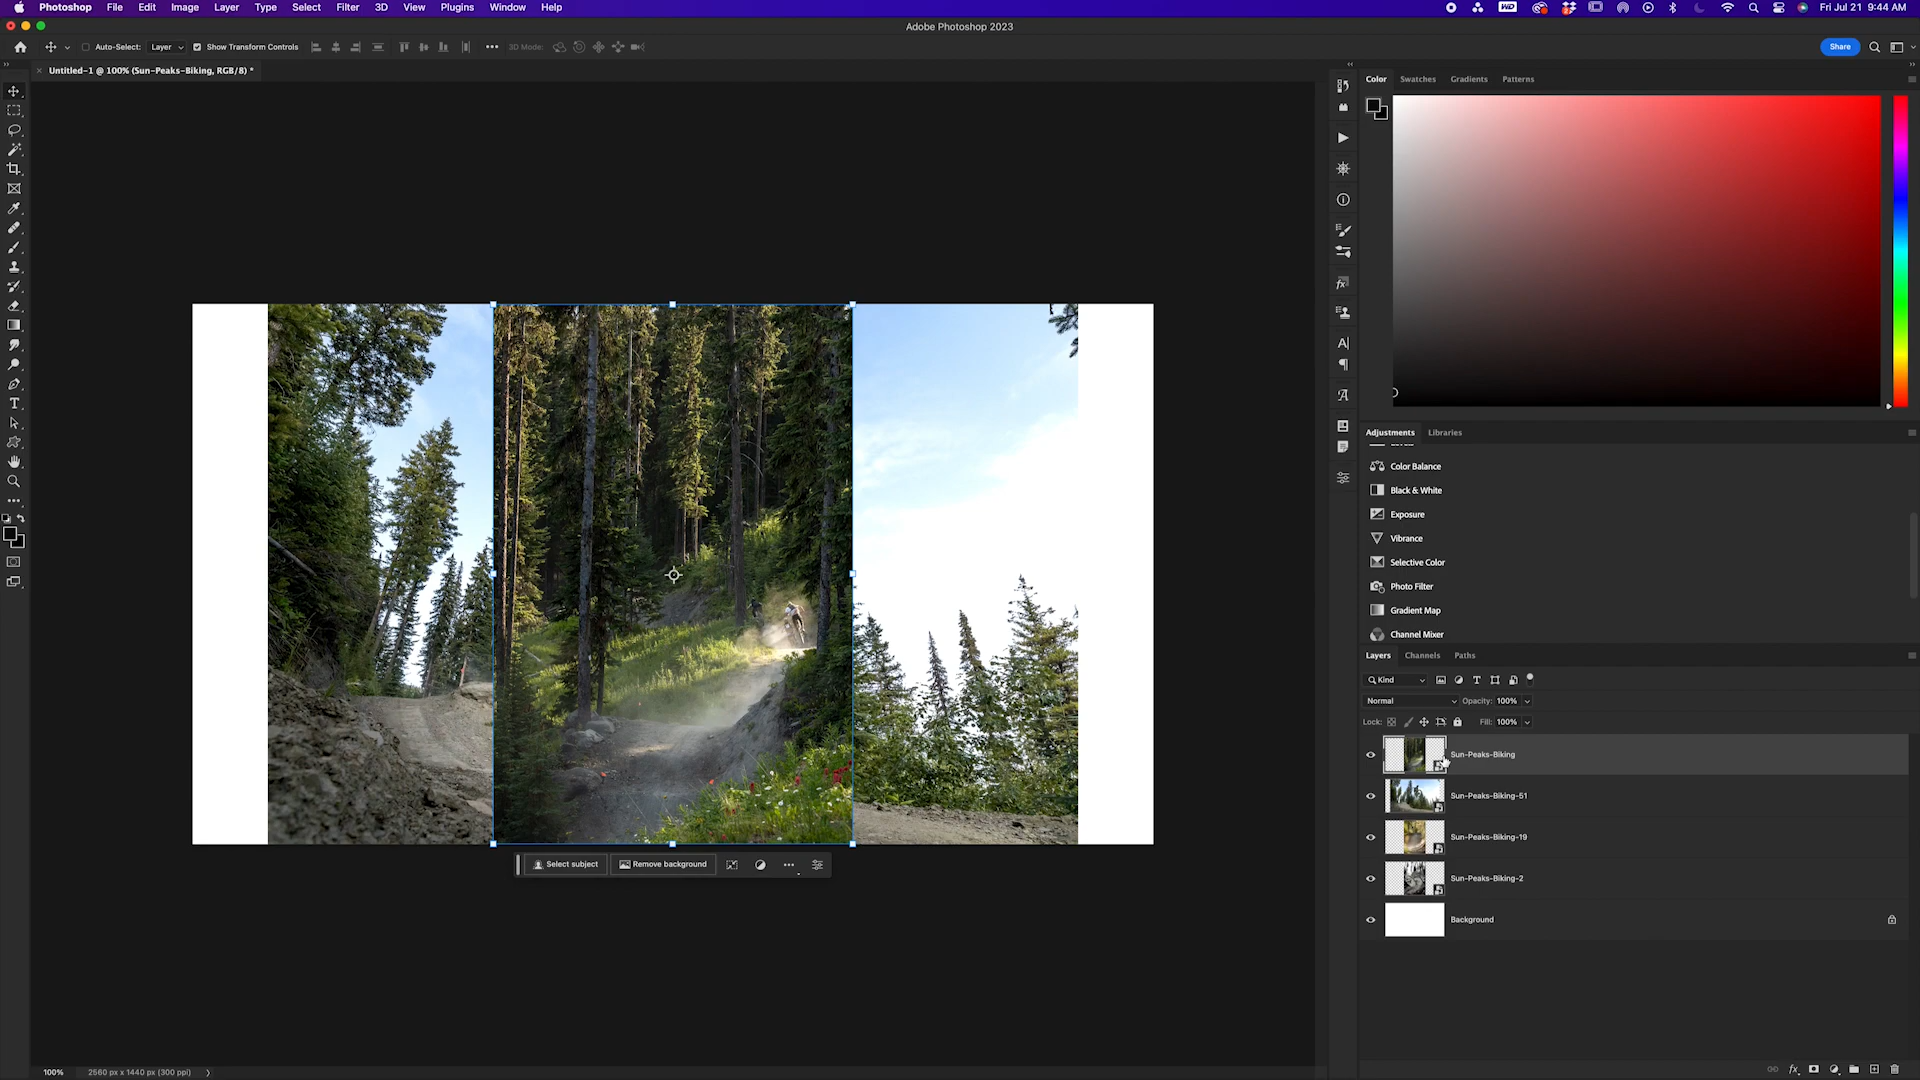 Photoshop File Edit Image Layer Type Select Filter 3D View Plugins Window Help
Fri Jul 21 9:44 AM
Adobe Photoshop 2023
Auto-Select: Layer Show Transform Controls 3D Mode: Share
Untitled-1 @ 100% (Sun-Peaks-Biking, RGB/8) *
Color Swatches Gradients Patterns
Adjustments Libraries
Color Balance
Black & White
Exposure
Vibrance
Selective Color
Photo Filter
Gradient Map
Channel Mixer
Layers Channels Paths
Kind
Normal Opacity: 100%
Lock: Fill: 100%
Sun-Peaks-Biking
Sun-Peaks-Biking-51
Sun-Peaks-Biking-19
Sun-Peaks-Biking-2
Background
Select subject Remove background
100% 2560 px x 1440 px (300 ppi)